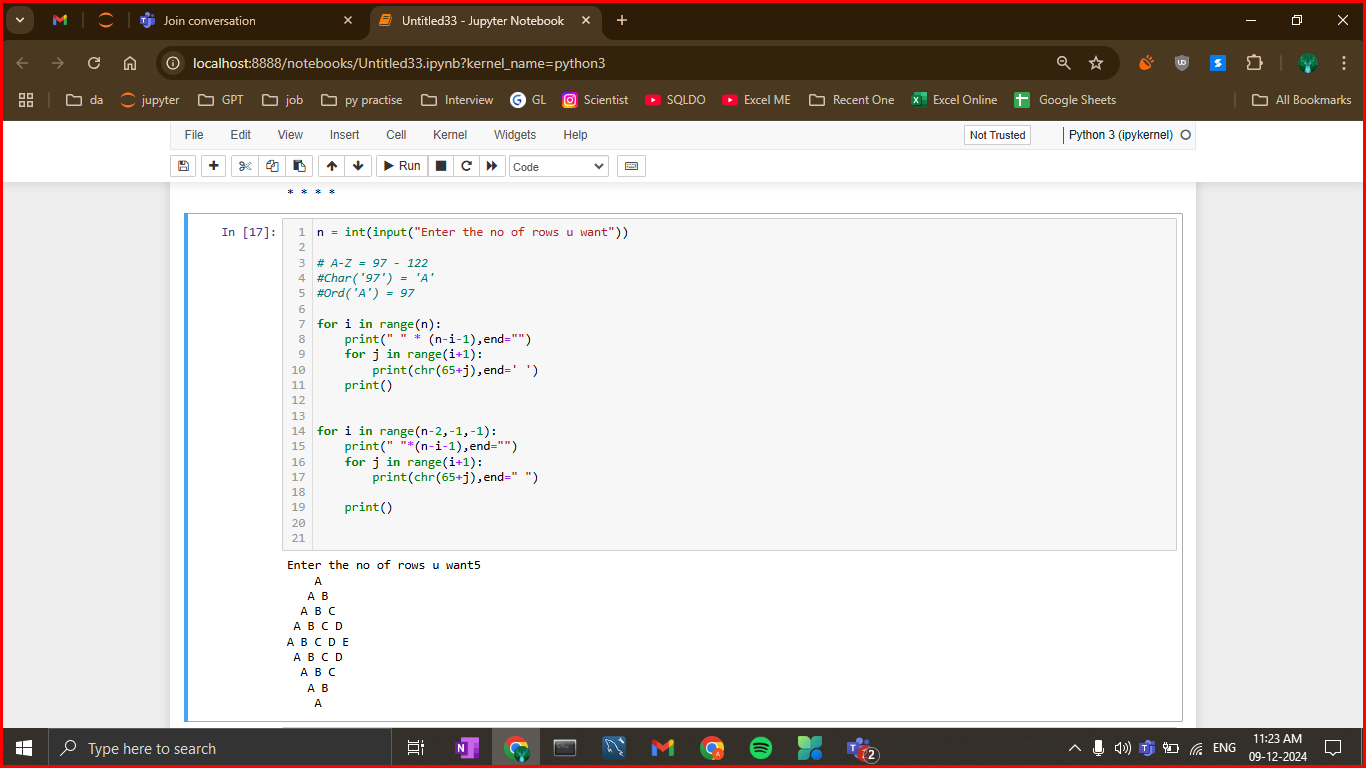 Join conversation
Untitled33 - Jupyter Notebook
localhost:8888/notebooks/Untitled33.ipynb?kernel_name=python3
da jupyter GPT job py practise Interview GL Scientist SQLDO Excel ME Recent One Excel Online Google Sheets All Bookmarks
File Edit View Insert Cell Kernel Widgets Help Not Trusted Python 3 (ipykernel)
Run Code
* * * *
In [17]:
1 n = int(input("Enter the no of rows u want"))
2
3 # A-Z = 97 - 122
4 #Char('97') = 'A'
5 #Ord('A') = 97
6
7 for i in range(n):
8     print(" " * (n-i-1),end="")
9     for j in range(i+1):
10         print(chr(65+j),end=' ')
11     print()
12
13
14 for i in range(n-2,-1,-1):
15     print(" "*(n-i-1),end="")
16     for j in range(i+1):
17         print(chr(65+j),end=" ")
18
19     print()
20
21
Enter the no of rows u want5
    A
   A B
  A B C
 A B C D
A B C D E
 A B C D
  A B C
   A B
    A
Type here to search
N
2
ENG
11:23 AM
09-12-2024